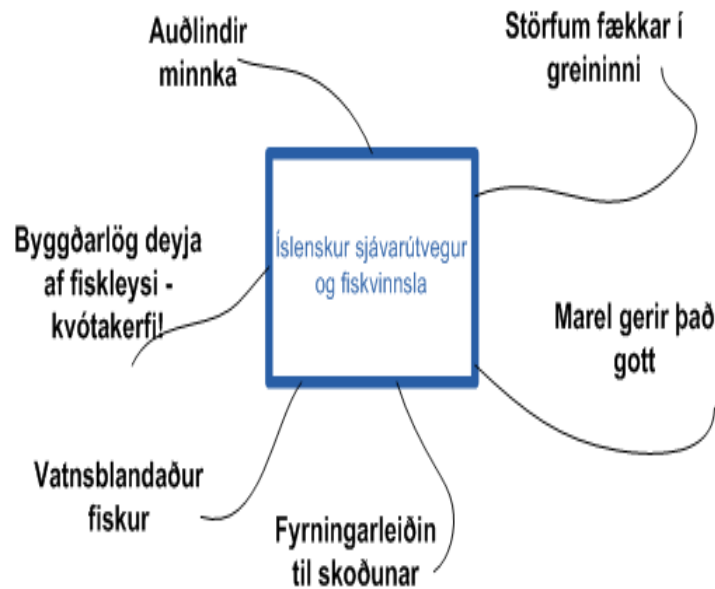 Auðlindir
minnka
Störfum fækkar í
greininni
Byggðarlög deyja
af fiskleysi -
kvótakerfi!
Íslenskur sjávarútvegur
og fiskvinnsla
Marel gerir það
gott
Vatnsblandaður
fiskur
Fyrningarleiðin
til skoðunar